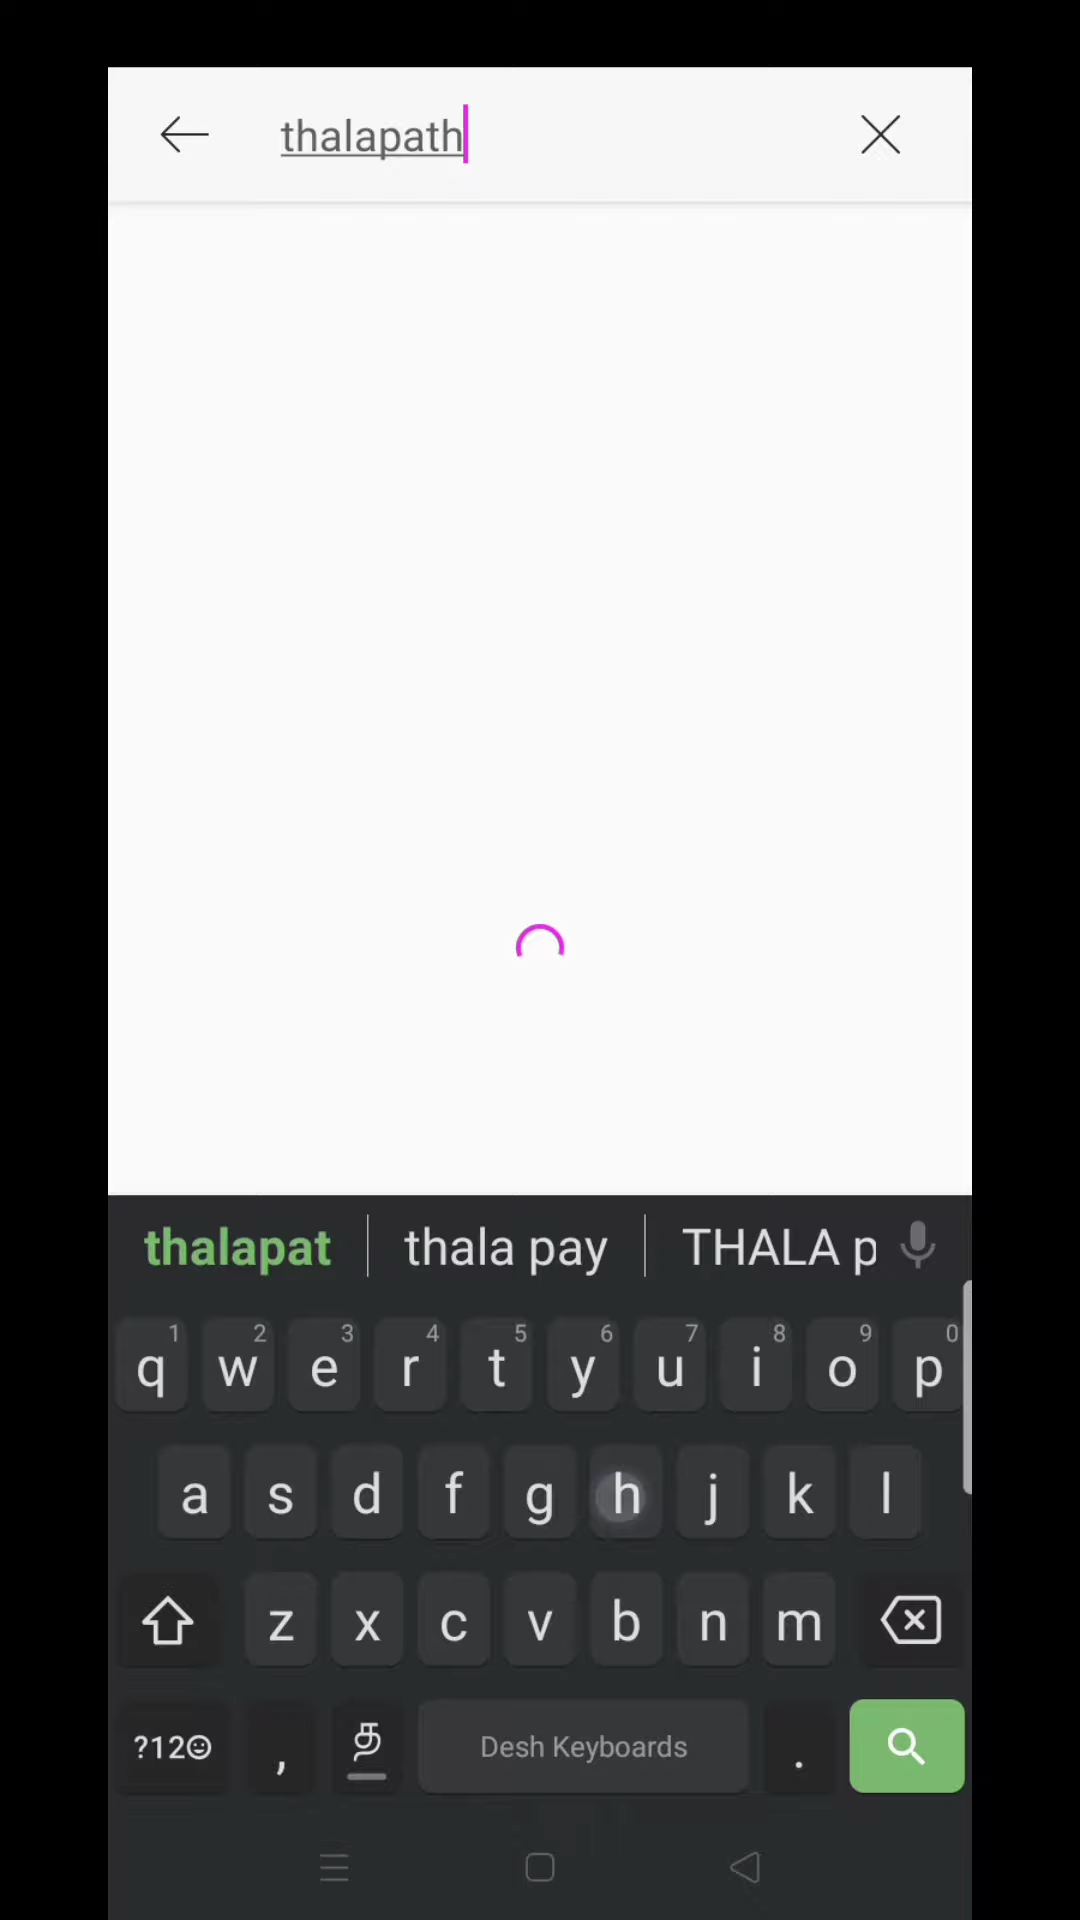 thalapath
thalapat thala pay THALA p
1 2 3 4 5 6 7 8 9 0
q w e r t y u i o p
a s d f g h j k l
z x c v b n m
?12☺ , த Desh Keyboards .